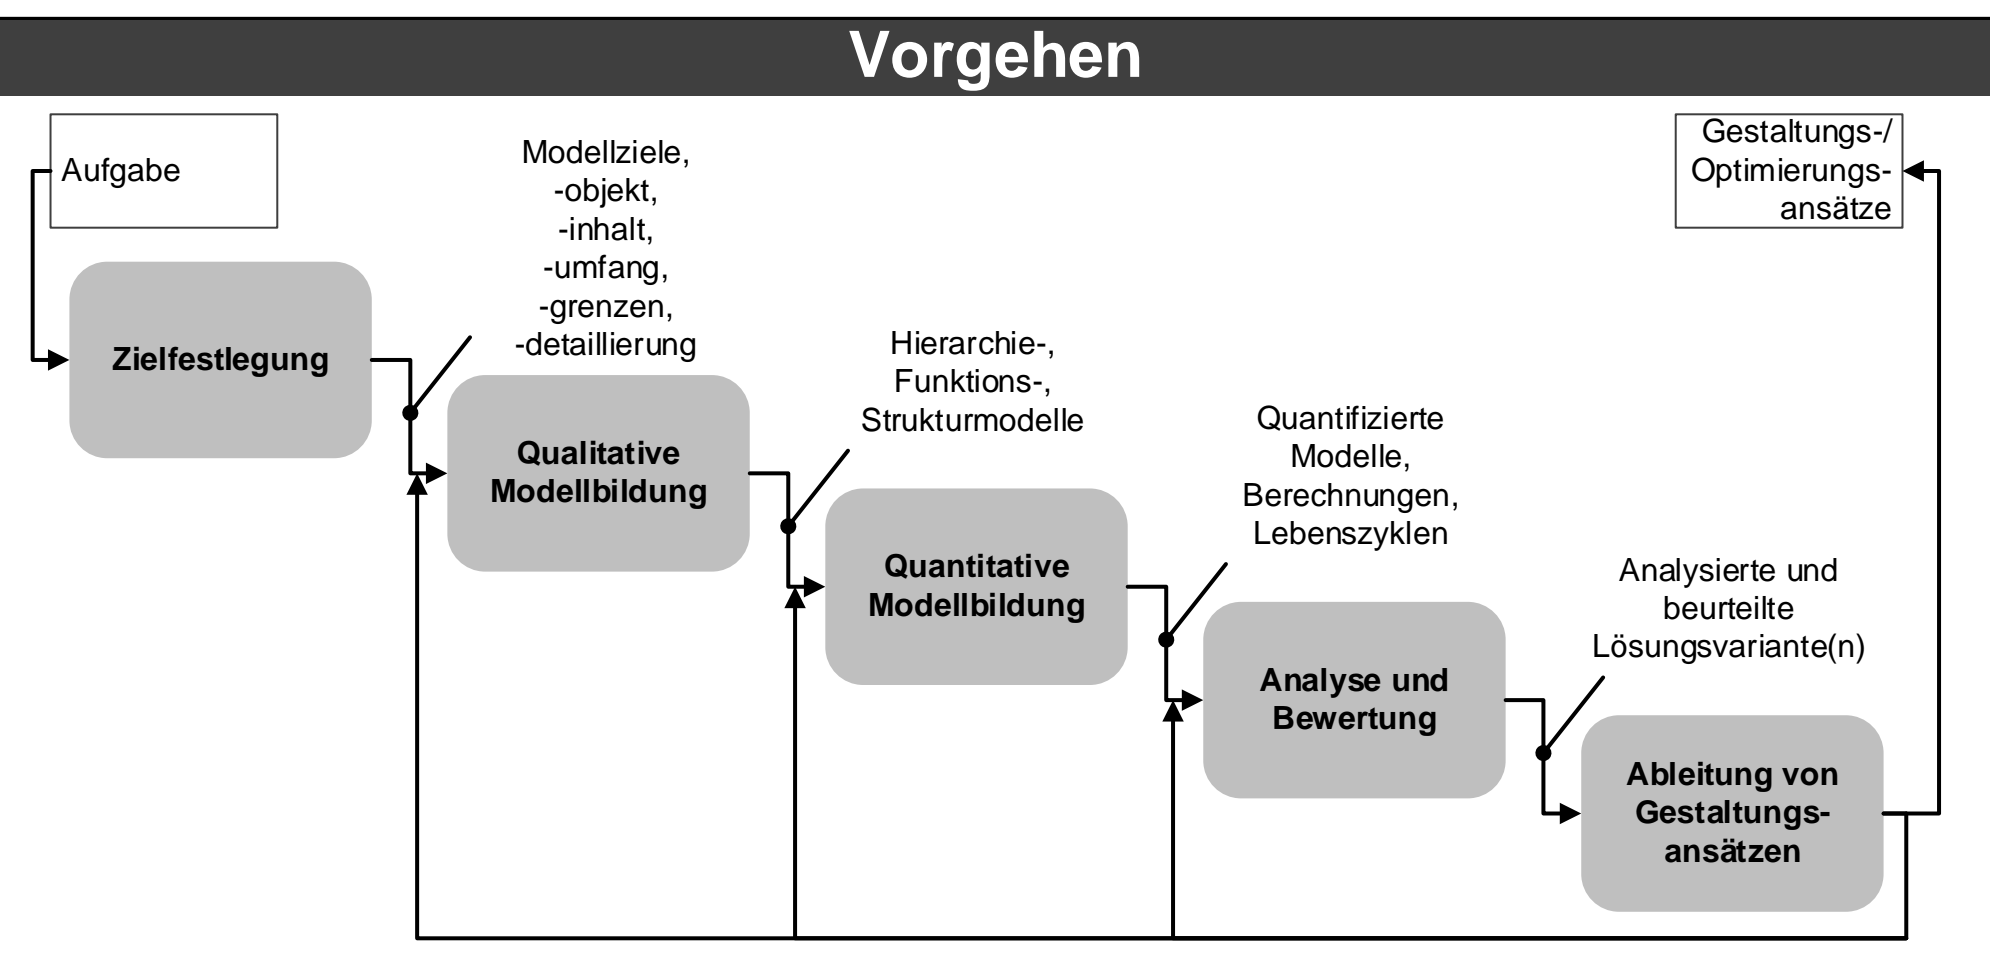 Vorgehen
Aufgabe
Modellziele,
-objekt,
-inhalt,
-umfang,
-grenzen,
-detaillierung
Gestaltungs-/
Optimierungs-
ansätze
Zielfestlegung
Hierarchie-,
Funktions-,
Strukturmodelle
Qualitative
Modellbildung
Quantifizierte
Modelle,
Berechnungen,
Lebenszyklen
Quantitative
Modellbildung
Analysierte und
beurteilte
Lösungsvariante(n)
Analyse und
Bewertung
Ableitung von
Gestaltungs-
ansätzen